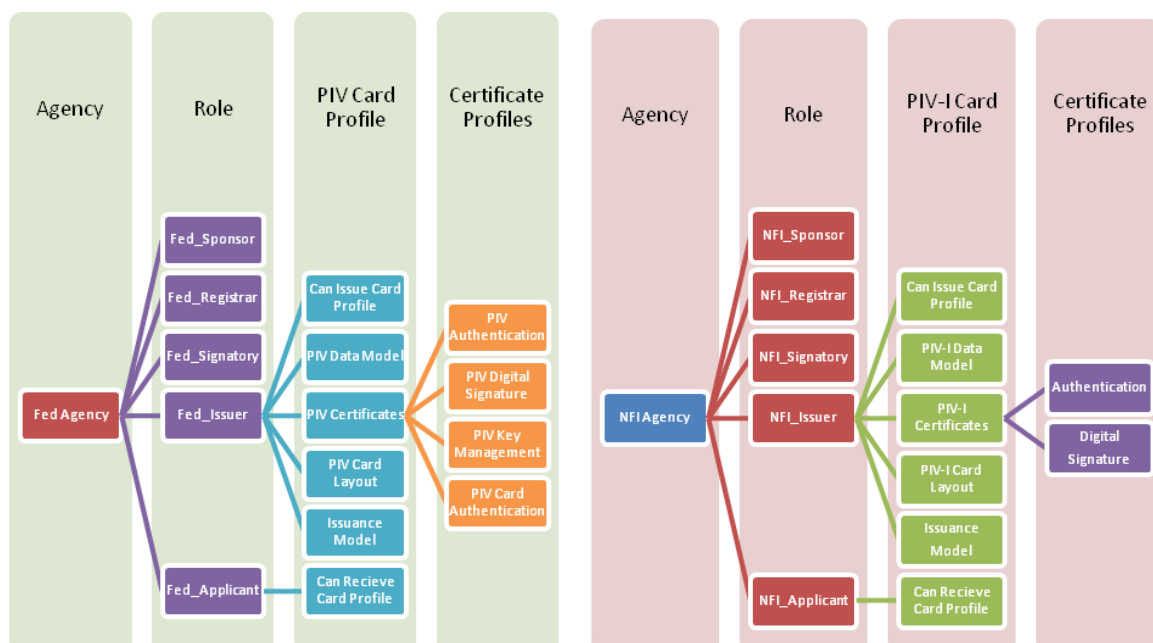 Agency
Role
PIV Card
Profile
Certificate
Profiles
Fed Agency
Fed_Sponsor
Fed_Registrar
Fed_Signatory
Fed_Issuer
Fed_Applicant
Can Issue Card
Profile
PIV Data Model
PIV Certificates
PIV Card
Layout
Issuance
Model
Can Recieve
Card Profile
PIV
Authentication
PIV Digital
Signature
PIV Key
Management
PIV Card
Authentication
Agency
Role
PIV-I Card
Profile
Certificate
Profiles
NFI Agency
NFI_Sponsor
NFI_Registrar
NFI_Signatory
NFI_Issuer
NFI_Applicant
Can Issue Card
Profile
PIV-I Data
Model
PIV-I
Certificates
PIV-I Card
Layout
Issuance
Model
Can Recieve
Card Profile
Authentication
Digital
Signature